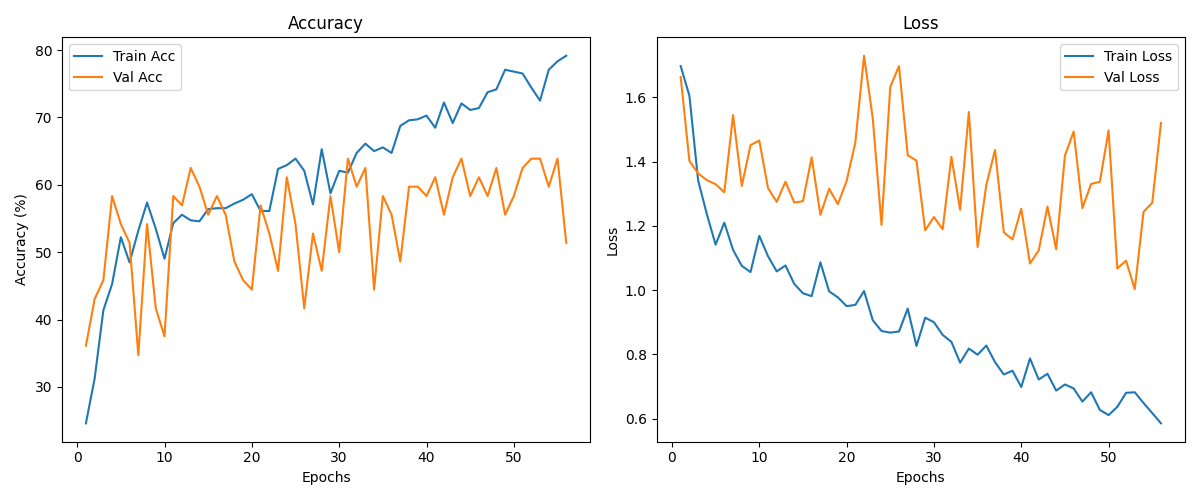 Accuracy
Train Acc
Val Acc
Accuracy (%)
80
70
60
50
40
30
0 10 20 30 40 50
Epochs
Loss
Train Loss
Val Loss
Loss
1.6
1.4
1.2
1.0
0.8
0.6
0 10 20 30 40 50
Epochs